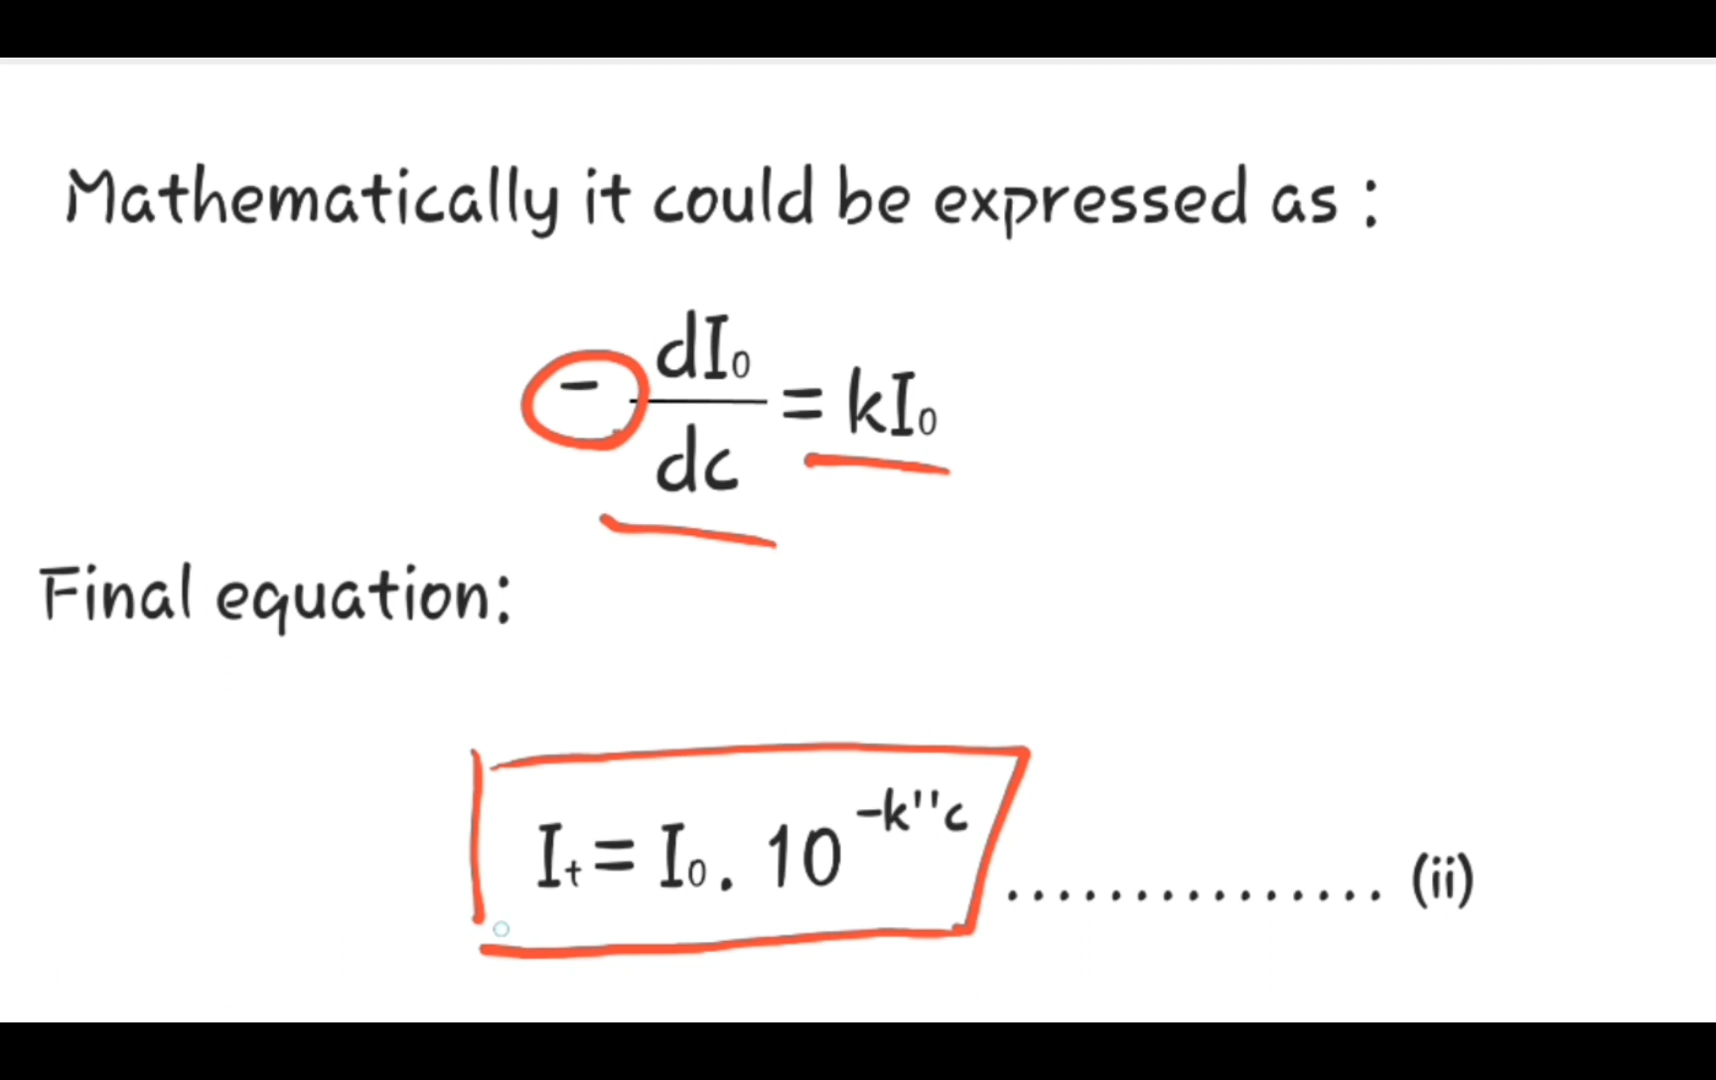 Mathematically it could be expressed as :
- dI₀/dc = kI₀
Final equation:
Iₜ = I₀ . 10^-k''c ............... (ii)